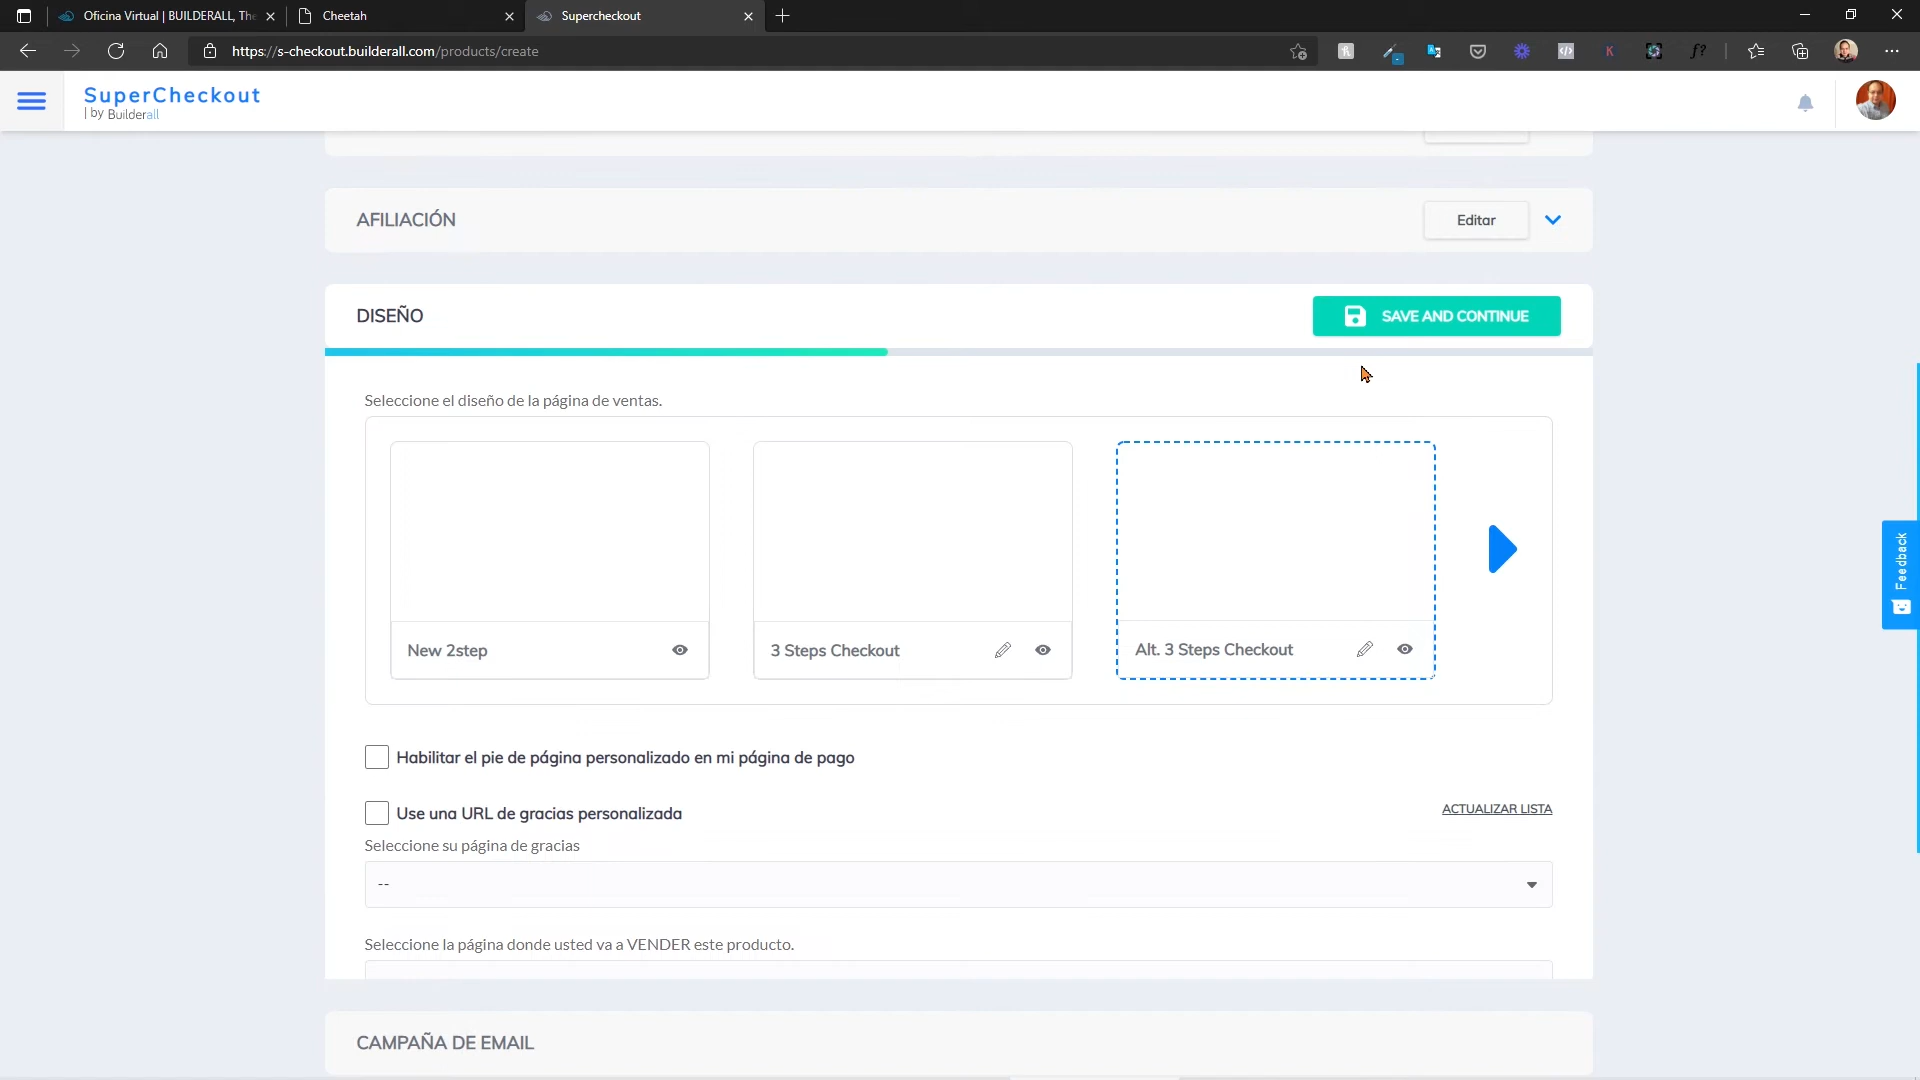 Oficina Virtual | BUILDERALL, The
Cheetah
Supercheckout
https://s-checkout.builderall.com/products/create
SuperCheckout
| by Builderall
AFILIACIÓN
Editar
DISEÑO
SAVE AND CONTINUE
Seleccione el diseño de la página de ventas.
New 2step
3 Steps Checkout
Alt. 3 Steps Checkout
Feedback
Habilitar el pie de página personalizado en mi página de pago
Use una URL de gracias personalizada
ACTUALIZAR LISTA
Seleccione su página de gracias
--
Seleccione la página donde usted va a VENDER este producto.
CAMPAÑA DE EMAIL